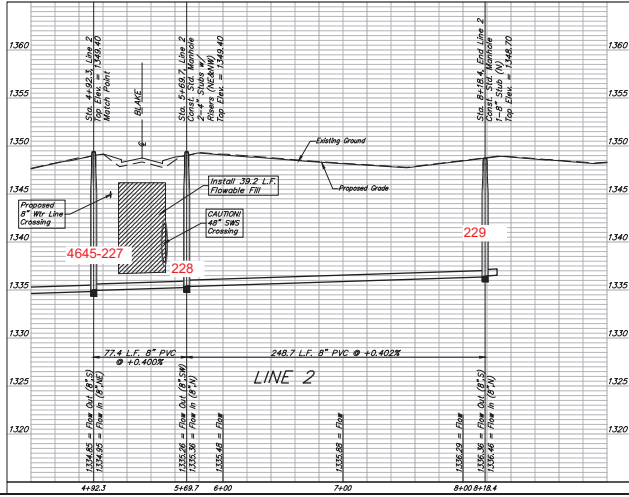 1360
1355
1350
1345
1340
1335
1330
1325
1320
Sta. 4+92.3, Line 2
Top Elev. = 1349.40
Match Point
BLAKE
℄
Sta. 5+69.7, Line 2
Const. Std. Manhole
2-4" Stubs w/
Risers (NE&NW)
Top Elev. = 1349.40
Sta. 8+18.4, End Line 2
Const. Std. Manhole
1-8" Stub (N)
Top Elev. = 1348.70
1360
1355
1350
1345
1340
1335
1330
1325
1320
Existing Ground
Proposed Grade
Install 39.2 L.F.
Flowable Fill
Proposed
8" Wtr Line
Crossing
CAUTION!
48" SWS
Crossing
4645-227
228
229
77.4 L.F. 8" PVC
@ +0.400%
248.7 L.F. 8" PVC @ +0.402%
LINE 2
1334.85 = Flow Out (8",S)
1334.95 = Flow In (8",NE)
1335.26 = Flow Out (8",SW)
1335.36 = Flow In (8",N)
1335.48 = Flow
1335.88 = Flow
1336.29 = Flow
1336.36 = Flow Out (8",S)
1336.46 = Flow In (8",N)
4+92.3
5+69.7
6+00
7+00
8+00
8+18.4